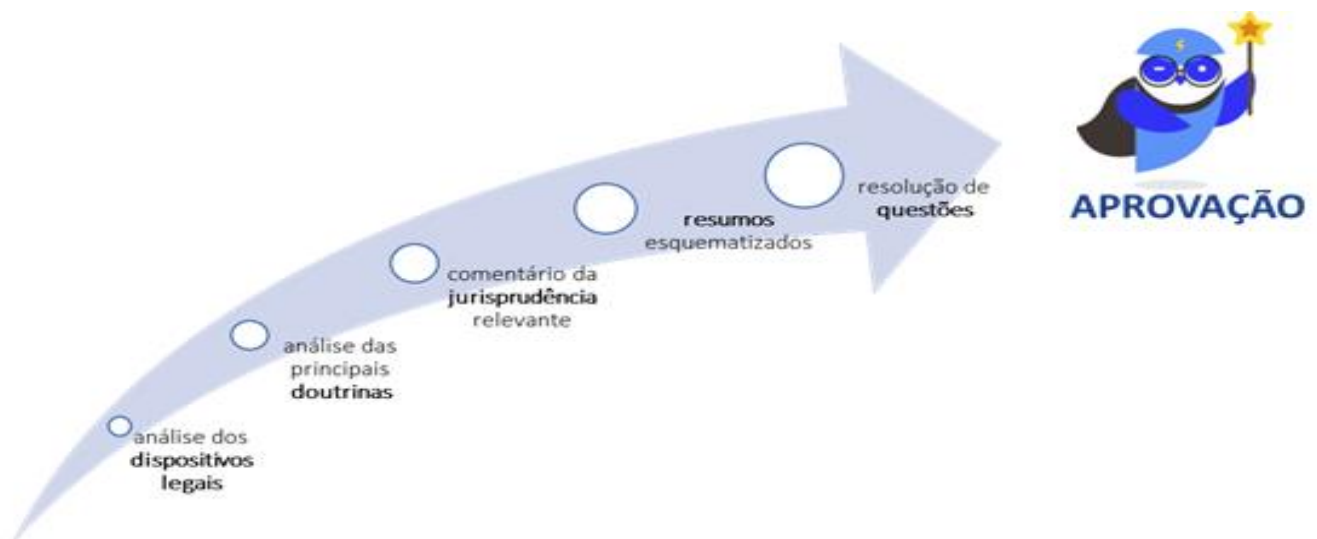 análise dos
dispositivos
legais
análise das
principais
doutrinas
comentário da
jurisprudência
relevante
resumos
esquematizados
resolução de
questões
APROVAÇÃO